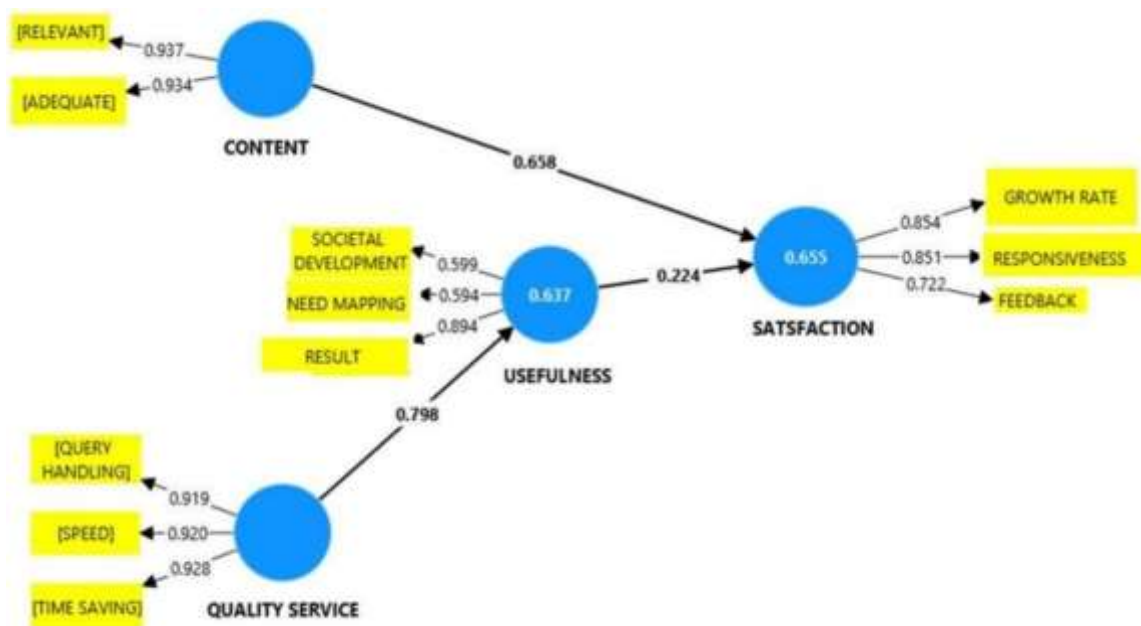 [RELEVANT]
0.937
0.934
[ADEQUATE]
CONTENT
0.658
GROWTH RATE
0.854
0.655
0.851
RESPONSIVENESS
0.722
FEEDBACK
SATSFACTION
SOCIETAL
DEVELOPMENT
0.599
NEED MAPPING
0.594
0.637
0.224
0.894
RESULT
USEFULNESS
0.798
[QUERY
HANDLING]
0.919
[SPEED]
0.920
0.928
[TIME SAVING]
QUALITY SERVICE